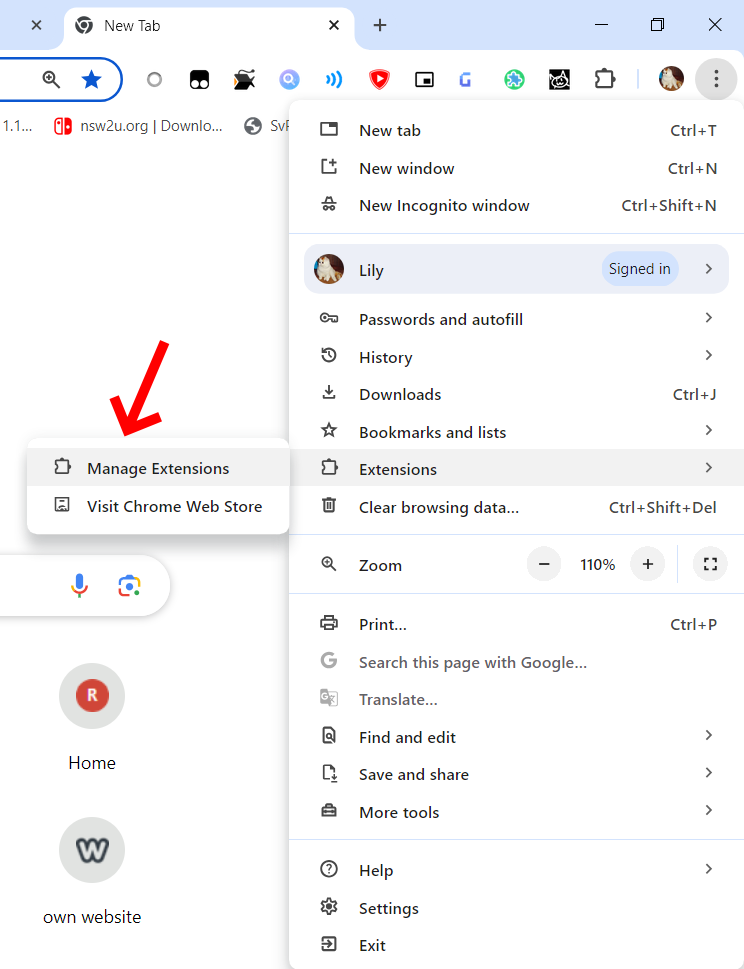 New Tab
1.1...
nsw2u.org | Downlo...
SvF
New tab Ctrl+T
New window Ctrl+N
New Incognito window Ctrl+Shift+N
Lily Signed in
Passwords and autofill
History
Downloads Ctrl+J
Bookmarks and lists
Extensions
Manage Extensions
Visit Chrome Web Store
Clear browsing data... Ctrl+Shift+Del
Zoom 110%
Print... Ctrl+P
Search this page with Google...
Translate...
Find and edit
Save and share
More tools
Help
Settings
Exit
R
Home
W
own website